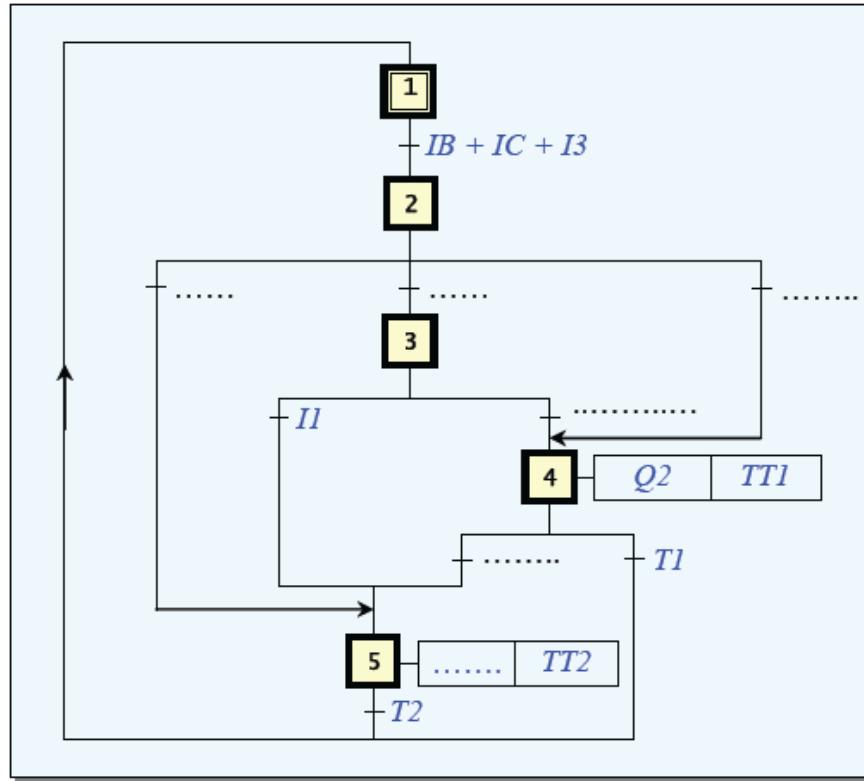 1
IB + IC + I3
2
...... ...... ........
3
I1 ............
4 Q2 TT1
........ T1
5 ....... TT2
T2